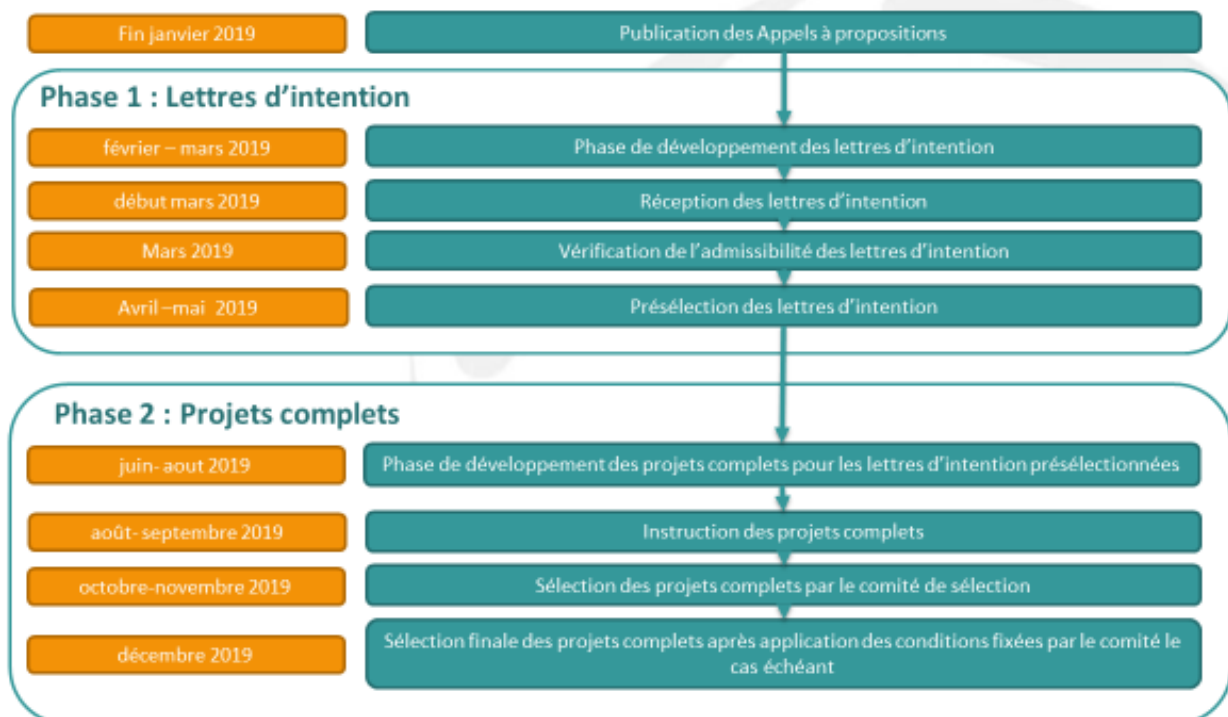 Fin janvier 2019
Publication des Appels à propositions
Phase 1 : Lettres d'intention
février – mars 2019
Phase de développement des lettres d'intention
début mars 2019
Réception des lettres d'intention
Mars 2019
Vérification de l'admissibilité des lettres d'intention
Avril –mai 2019
Présélection des lettres d'intention
Phase 2 : Projets complets
juin- aout 2019
Phase de développement des projets complets pour les lettres d'intention présélectionnées
août- septembre 2019
Instruction des projets complets
octobre-novembre 2019
Sélection des projets complets par le comité de sélection
décembre 2019
Sélection finale des projets complets après application des conditions fixées par le comité le
cas échéant